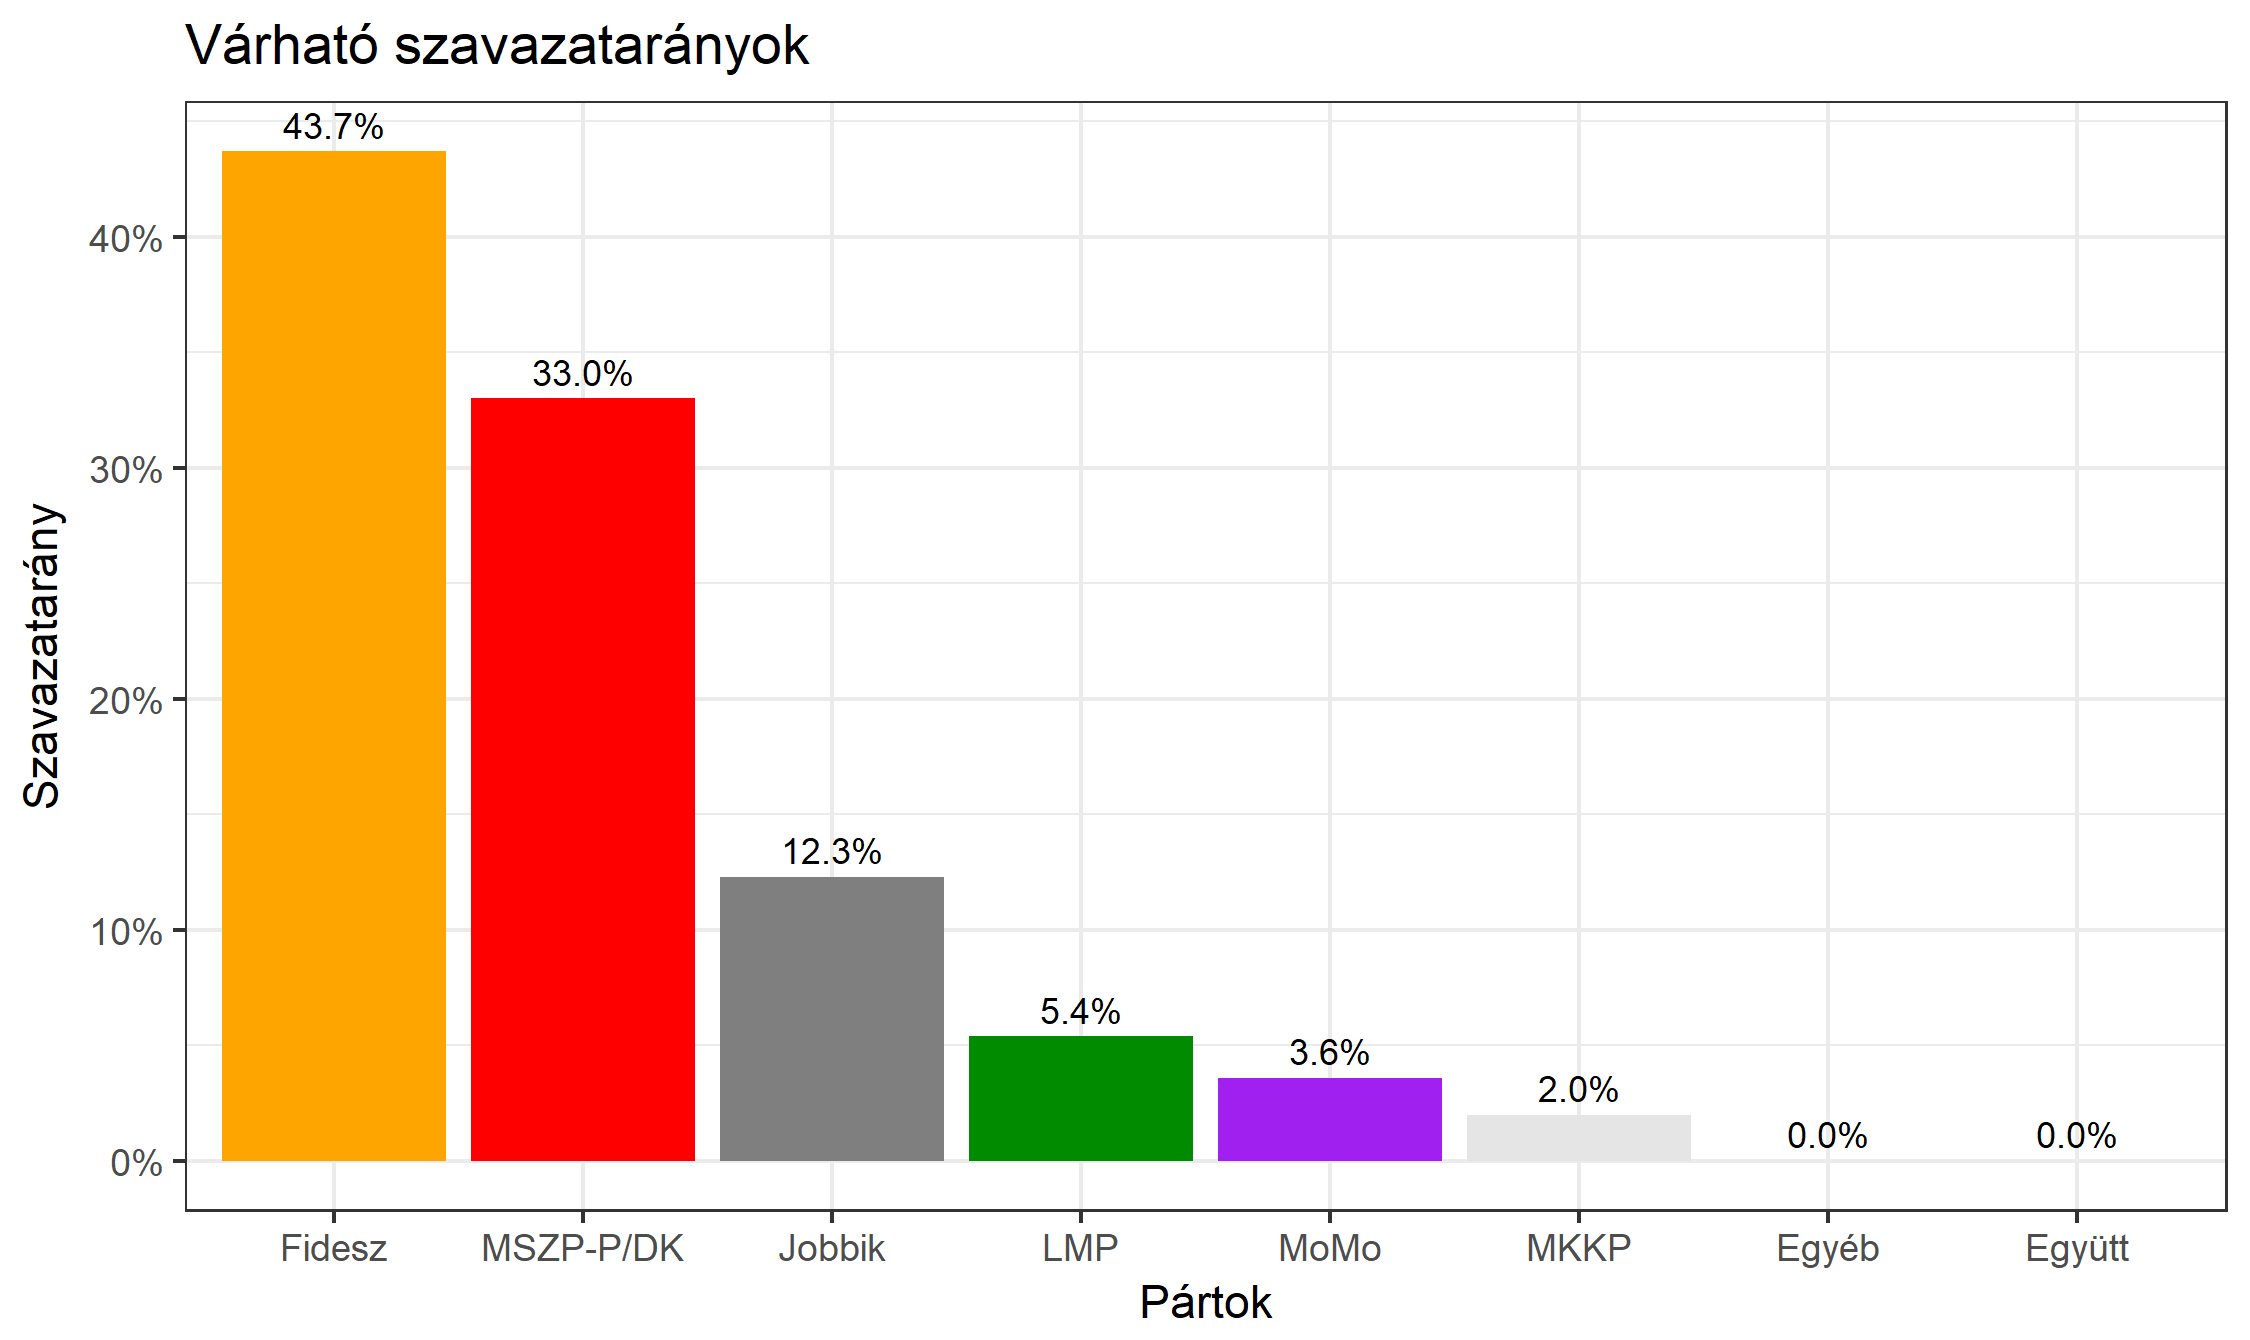 Várható szavazatarányok
43.7%
33.0%
12.3%
5.4%
3.6%
2.0%
0.0%
0.0%
40%
30%
20%
10%
0%
Szavazatarány
Fidesz
MSZP-P/DK
Jobbik
LMP
MoMo
MKKP
Egyéb
Együtt
Pártok